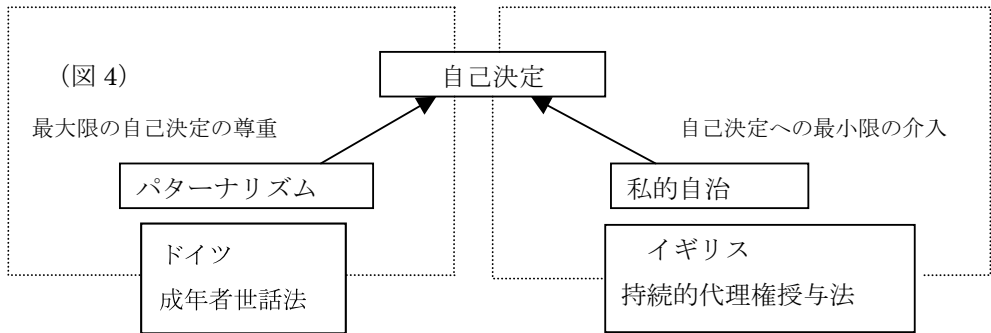 自己決定
（図 4）
最大限の自己決定の尊重
自己決定への最小限の介入
パターナリズム
私的自治
ドイツ
成年者世話法
イギリス
持続的代理権授与法